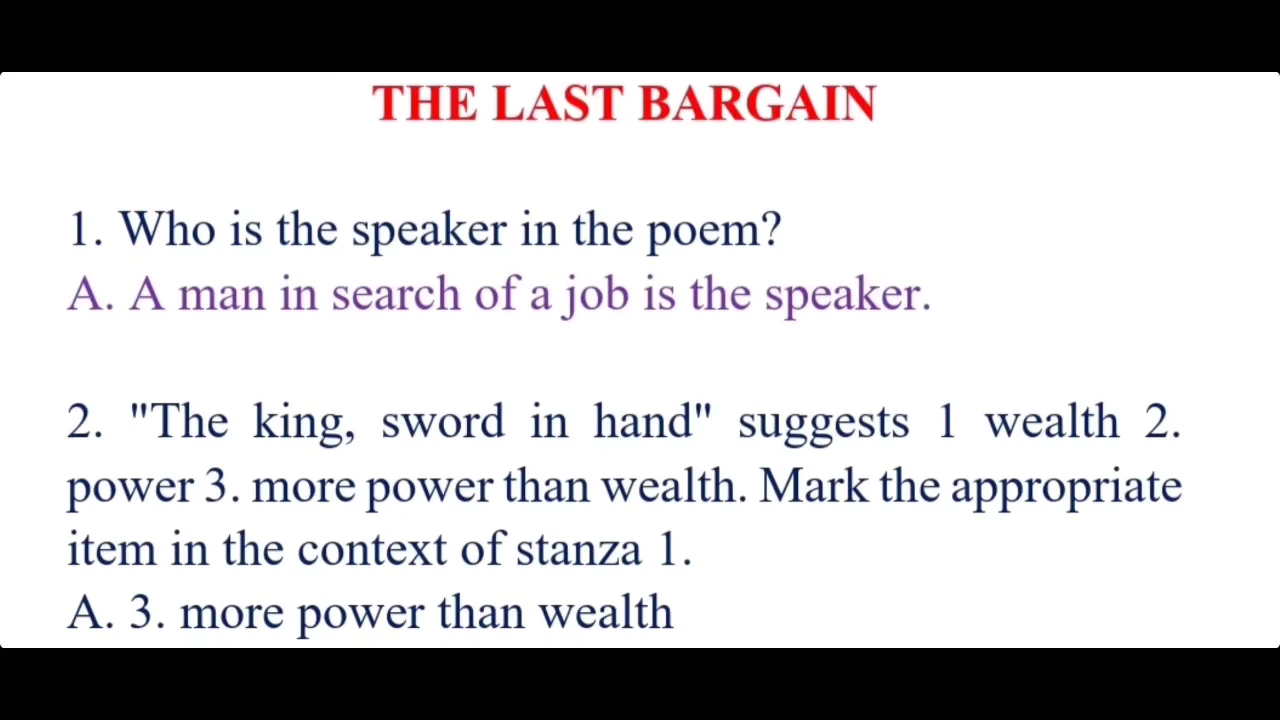 THE LAST BARGAIN
1. Who is the speaker in the poem?
A. A man in search of a job is the speaker.
2. "The king, sword in hand" suggests 1 wealth 2.
power 3. more power than wealth. Mark the appropriate
item in the context of stanza 1.
A. 3. more power than wealth